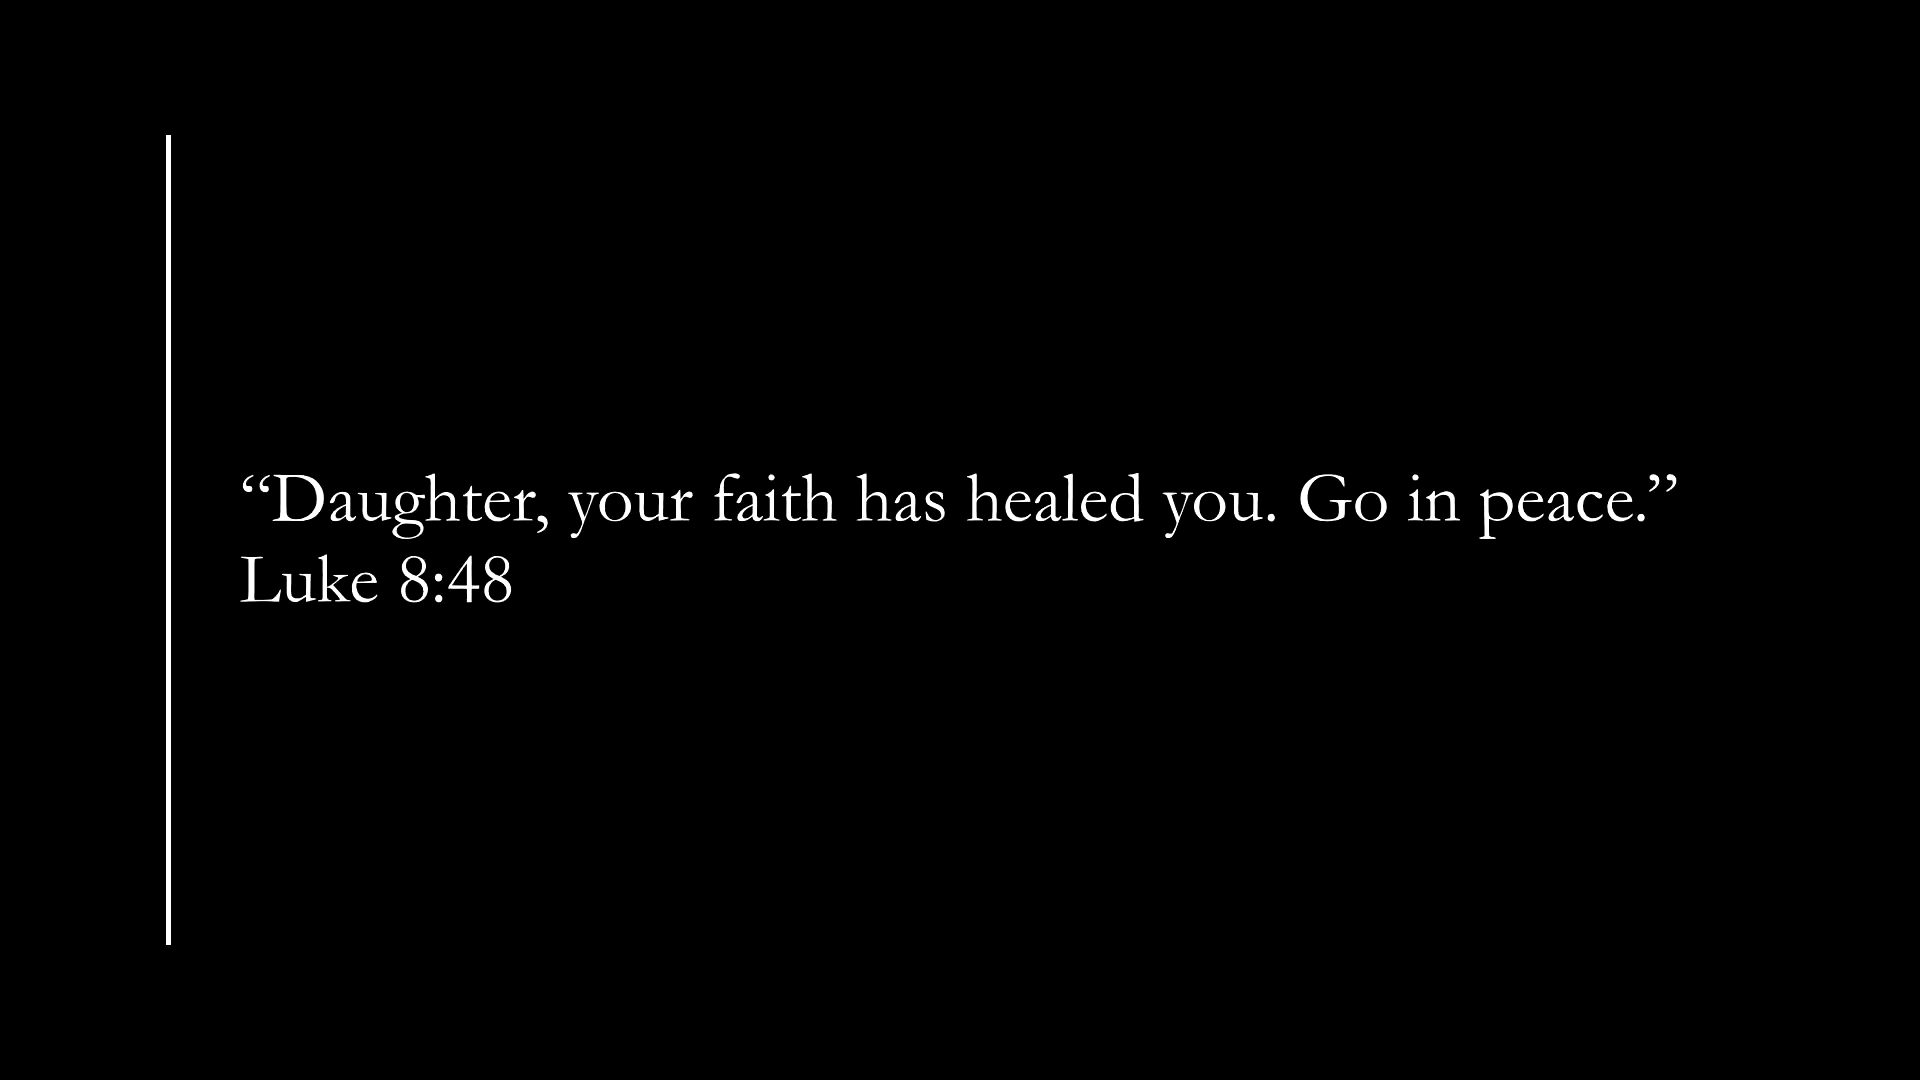 “Daughter, your faith has healed you. Go in peace.”
Luke 8:48